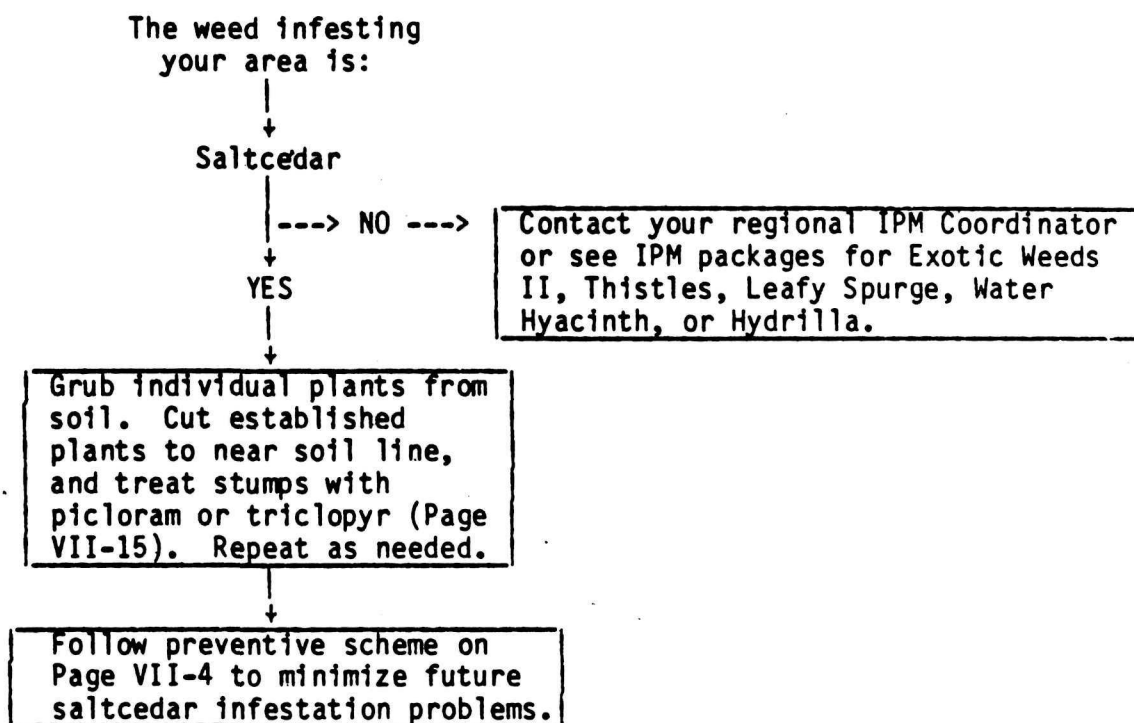 The weed infesting
your area is:
Saltcedar
---> NO --->
Contact your regional IPM Coordinator
or see IPM packages for Exotic Weeds
II, Thistles, Leafy Spurge, Water
Hyacinth, or Hydrilla.
YES
Grub individual plants from
soil. Cut established
plants to near soil line,
and treat stumps with
picloram or triclopyr (Page
VII-15). Repeat as needed.
Follow preventive scheme on
Page VII-4 to minimize future
saltcedar infestation problems.